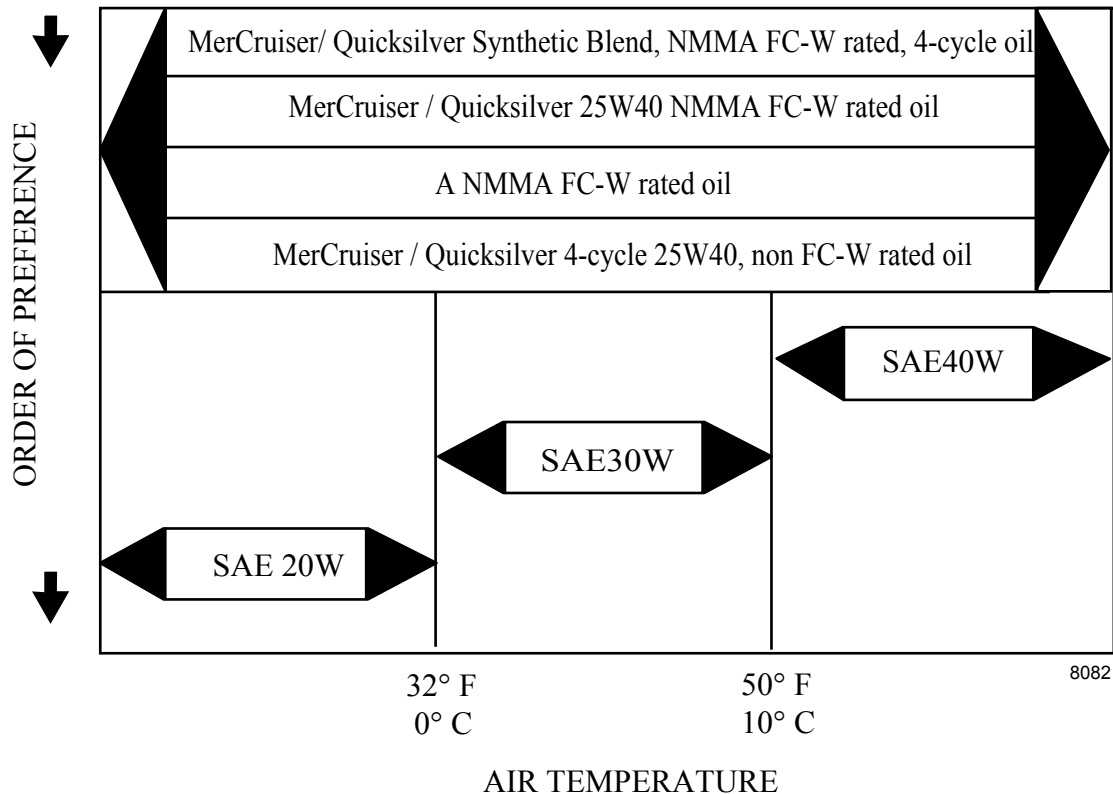 ORDER OF PREFERENCE
MerCruiser/ Quicksilver Synthetic Blend, NMMA FC-W rated, 4-cycle oil
MerCruiser / Quicksilver 25W40 NMMA FC-W rated oil
A NMMA FC-W rated oil
MerCruiser / Quicksilver 4-cycle 25W40, non FC-W rated oil
SAE40W
SAE30W
SAE 20W
32° F
0° C
50° F
10° C
8082
AIR TEMPERATURE